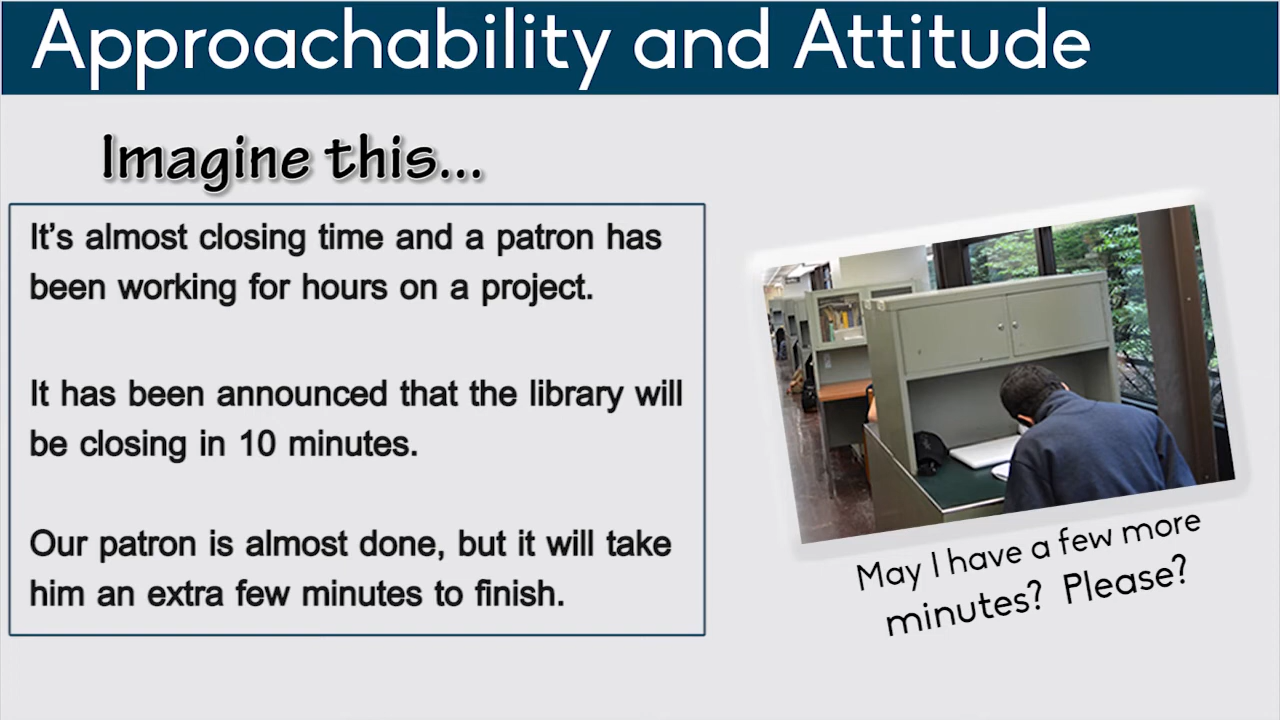 Approachability and Attitude
Imagine this...
It's almost closing time and a patron has
been working for hours on a project.
It has been announced that the library will
be closing in 10 minutes.
Our patron is almost done, but it will take
him an extra few minutes to finish.
May I have a few more
minutes? Please?